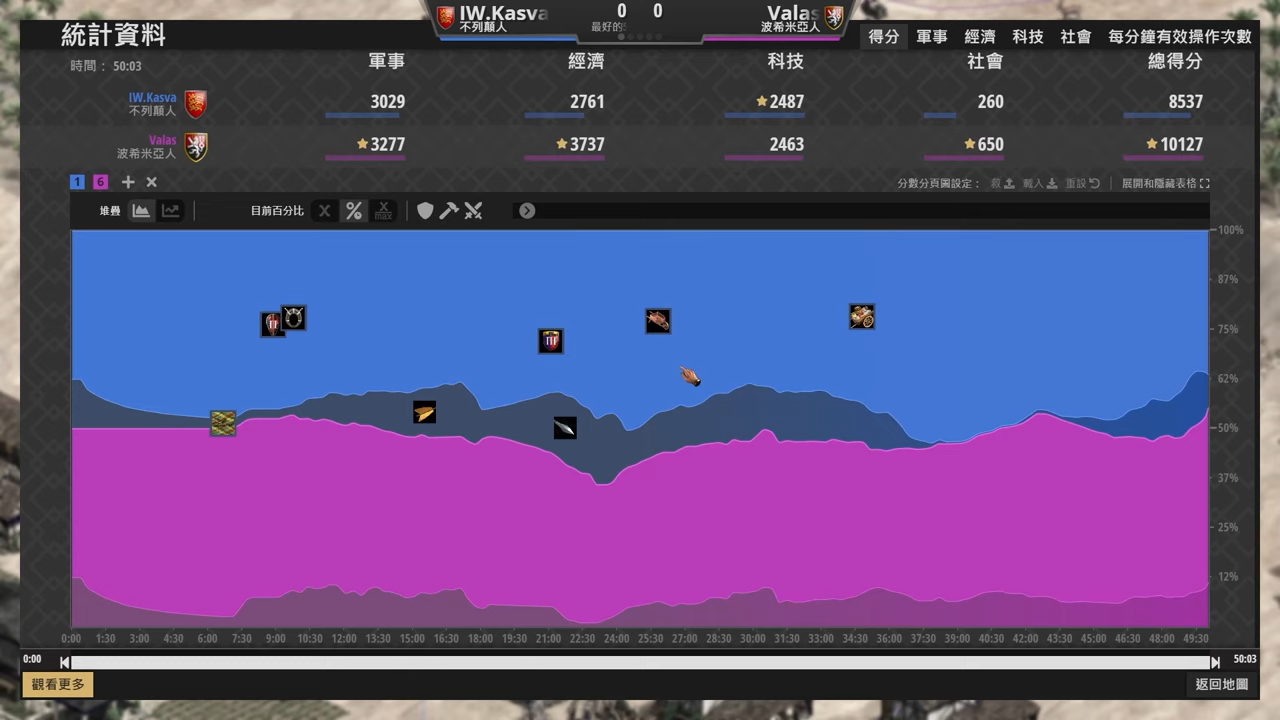 IW.Kasva
不列顛人
0 0
最好的
Valas
波希米亞人
統計資料
得分 軍事 經濟 科技 社會 每分鐘有效操作次數
時間： 50:03
軍事 經濟 科技 社會 總得分
IW.Kasva
不列顛人
3029 2761 2487 260 8537
Valas
波希米亞人
3277 3737 2463 650 10127
1 6
分數分頁圖設定： 載入 重設 展開和隱藏表格
堆疊 目前百分比 X % X max
100%
87%
75%
62%
50%
37%
25%
12%
0:00 1:30 3:00 4:30 6:00 7:30 9:00 10:30 12:00 13:30 15:00 16:30 18:00 19:30 21:00 22:30 24:00 25:30 27:00 28:30 30:00 31:30 33:00 34:30 36:00 37:30 39:00 40:30 42:00 43:30 45:00 46:30 48:00 49:30
0:00 50:03
觀看更多 返回地圖